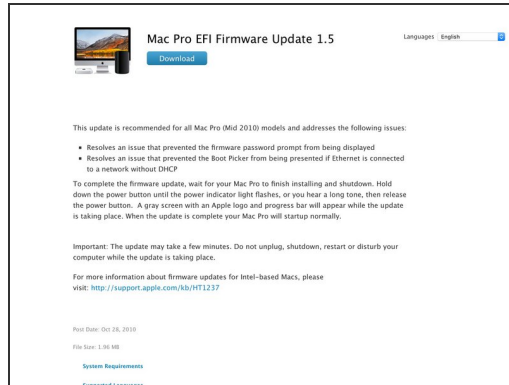 Mac Pro EFI Firmware Update 1.5
Languages English
Download
This update is recommended for all Mac Pro (Mid 2010) models and addresses the following issues:
▪ Resolves an issue that prevented the firmware password prompt from being displayed
▪ Resolves an issue that prevented the Boot Picker from being presented if Ethernet is connected
to a network without DHCP
To complete the firmware update, wait for your Mac Pro to finish installing and shutdown. Hold
down the power button until the power indicator light flashes, or you hear a long tone, then release
the power button. A gray screen with an Apple logo and progress bar will appear while the update
is taking place. When the update is complete your Mac Pro will startup normally.
Important: The update may take a few minutes. Do not unplug, shutdown, restart or disturb your
computer while the update is taking place.
For more information about firmware updates for Intel-based Macs, please
visit: http://support.apple.com/kb/HT1237
Post Date: Oct 28, 2010
File Size: 1.96 MB
System Requirements
Supported Languages